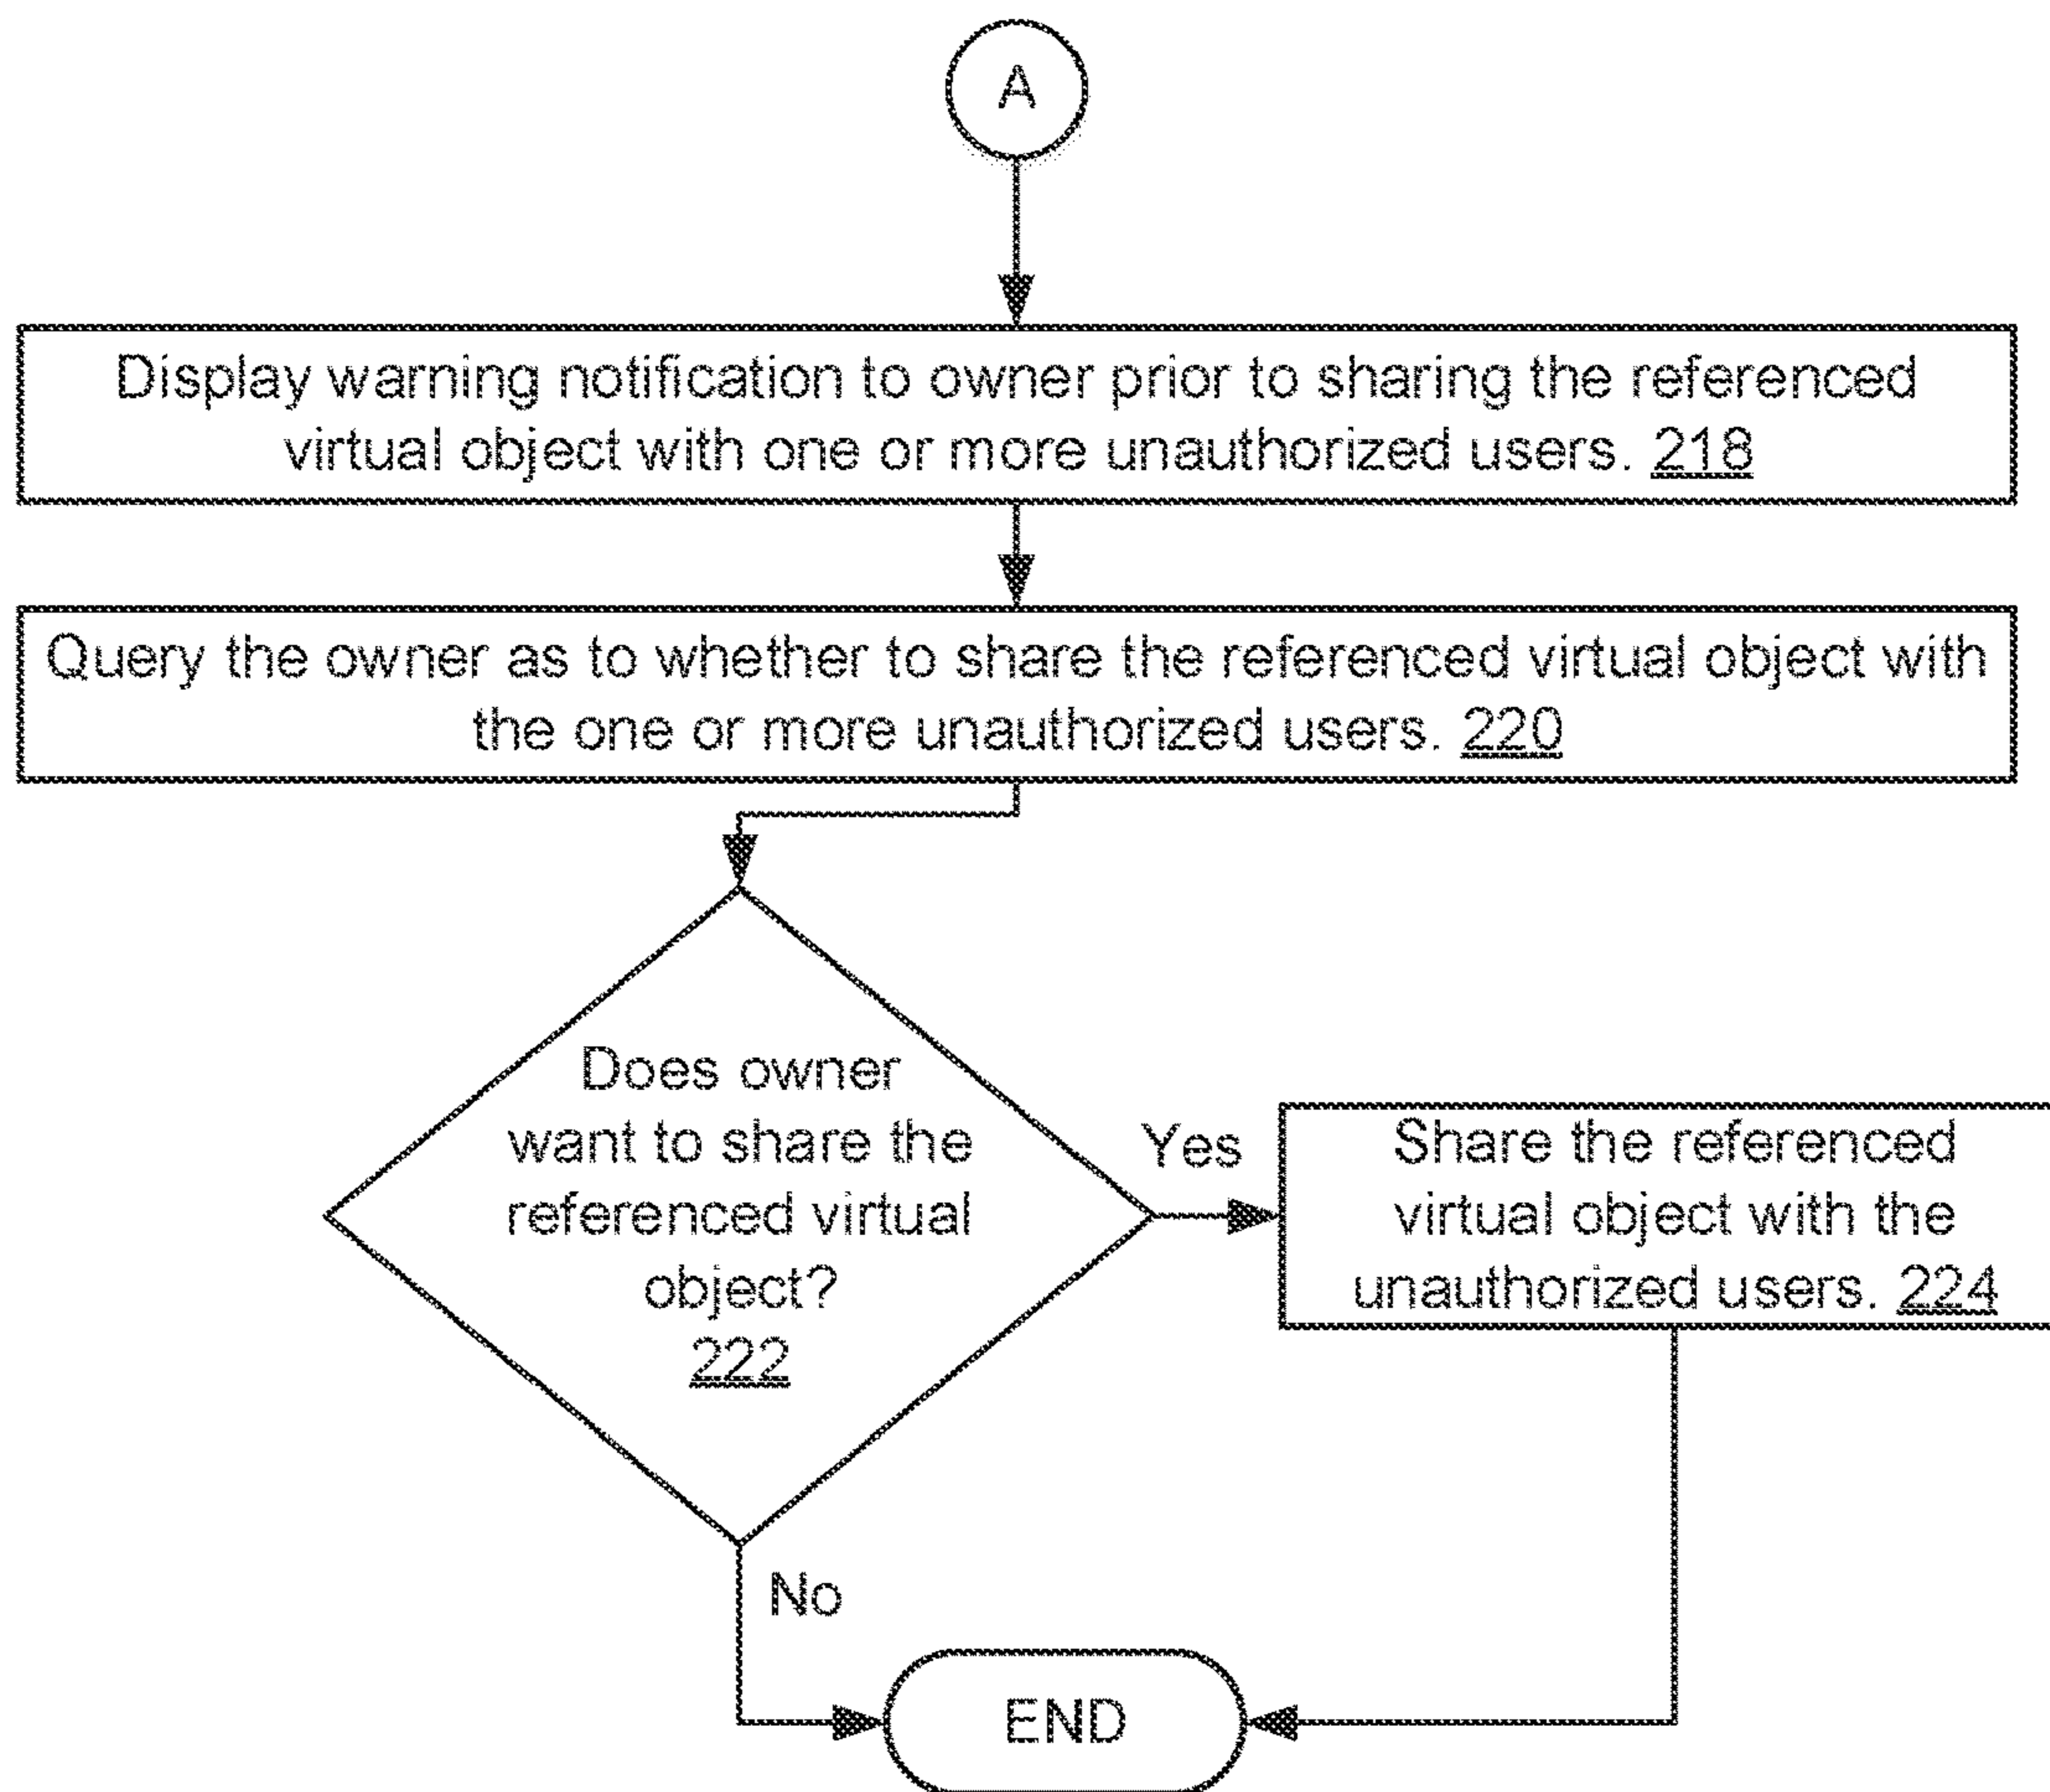 A
Display warning notification to owner prior to sharing the referenced
virtual object with one or more unauthorized users. 218
Query the owner as to whether to share the referenced virtual object with
the one or more unauthorized users. 220
Does owner
want to share the
referenced virtual
object?
222
Yes
Share the referenced
virtual object with the
unauthorized users. 224
No
END